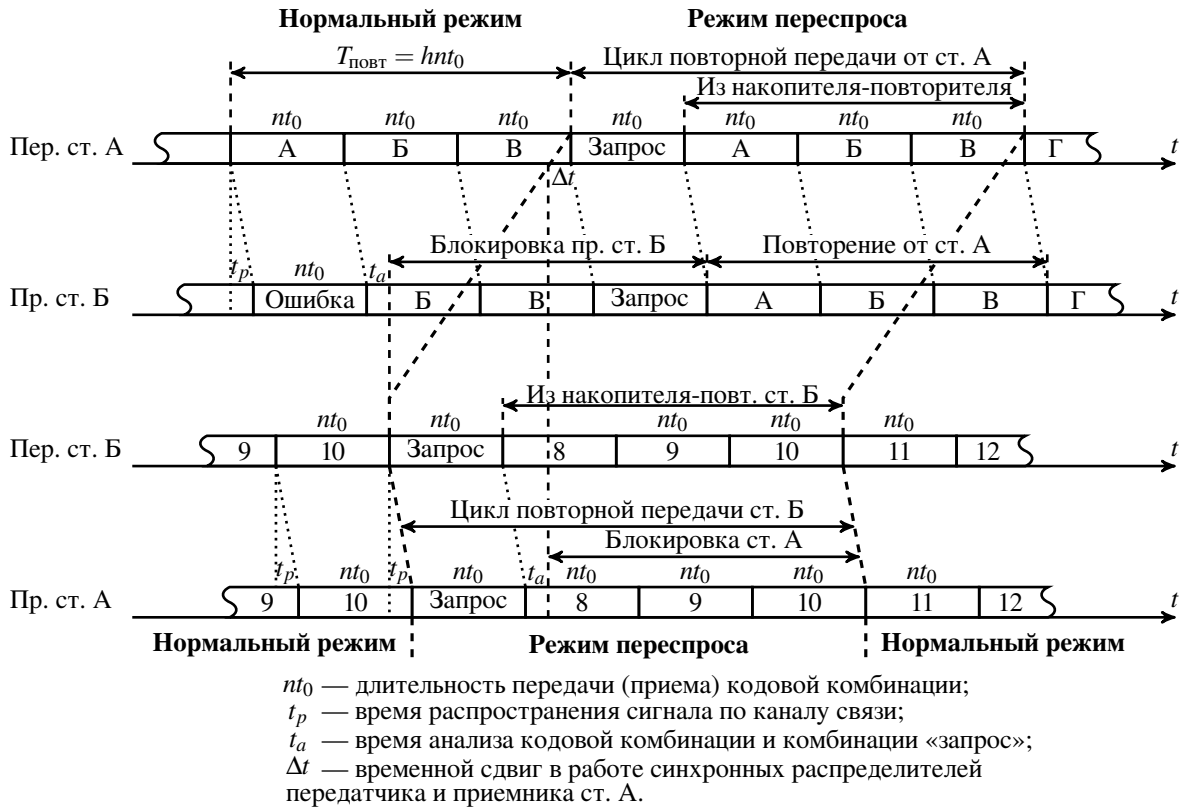 Нормальный режим Режим переспроса
Tповт = hnt0 Цикл повторной передачи от ст. А
Из накопителя-повторителя
nt0 nt0 nt0 nt0 nt0 nt0 nt0
Пер. ст. А А Б В Запрос А Б В Г t
Δt
Блокировка пр. ст. Б Повторение от ст. А
tp nt0 ta
Пр. ст. Б Ошибка Б В Запрос А Б В Г t
Из накопителя-повт. ст. Б
nt0 nt0 nt0 nt0 nt0
Пер. ст. Б 9 10 Запрос 8 9 10 11 12 t
Цикл повторной передачи ст. Б
Блокировка ст. А
tp nt0 tp nt0 ta nt0 nt0 nt0 nt0
Пр. ст. А 9 10 Запрос 8 9 10 11 12 t
Нормальный режим Режим переспроса Нормальный режим
nt0 — длительность передачи (приема) кодовой комбинации;
tp — время распространения сигнала по каналу связи;
ta — время анализа кодовой комбинации и комбинации «запрос»;
Δt — временной сдвиг в работе синхронных распределителей
передатчика и приемника ст. А.